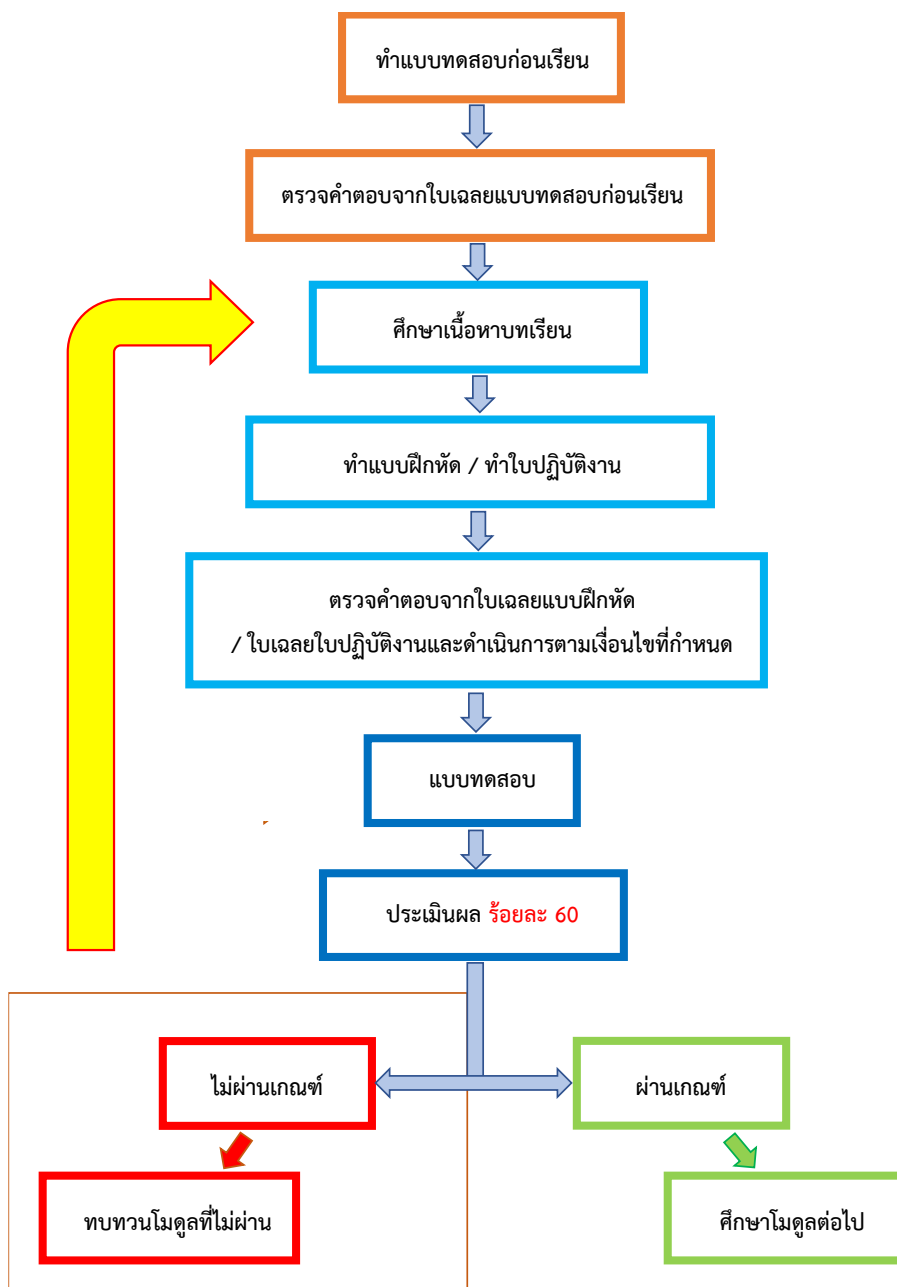 ทำแบบทดสอบก่อนเรียน
ตรวจคำตอบจากใบเฉลยแบบทดสอบก่อนเรียน
ศึกษาเนื้อหาบทเรียน
ทำแบบฝึกหัด / ทำใบปฏิบัติงาน
ตรวจคำตอบจากใบเฉลยแบบฝึกหัด
/ ใบเฉลยใบปฏิบัติงานและดำเนินการตามเงื่อนไขที่กำหนด
แบบทดสอบ
ประเมินผล ร้อยละ 60
ไม่ผ่านเกณฑ์
ผ่านเกณฑ์
ทบทวนโมดูลที่ไม่ผ่าน
ศึกษาโมดูลต่อไป